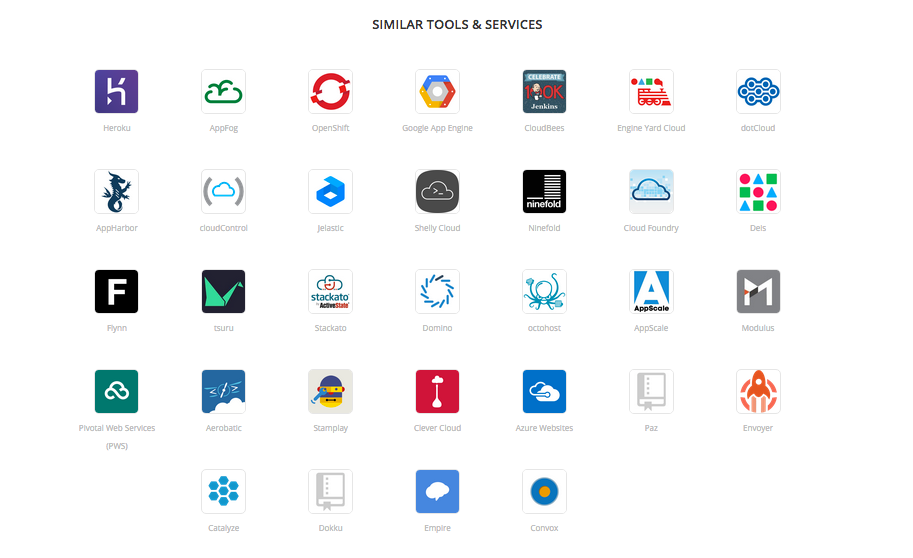 SIMILAR TOOLS & SERVICES
CELEBRATE
100K
Jenkins
Heroku AppFog OpenShift Google App Engine CloudBees Engine Yard Cloud dotCloud
ninefold
AppHarbor cloudControl Jelastic Shelly Cloud Ninefold Cloud Foundry Deis
F
stackato
by ActiveState
AppScale
Flynn tsuru Stackato Domino octohost AppScale Modulus
Pivotal Web Services Aerobatic Stamplay Clever Cloud Azure Websites Paz Envoyer
(PWS)
Catalyze Dokku Empire Convox